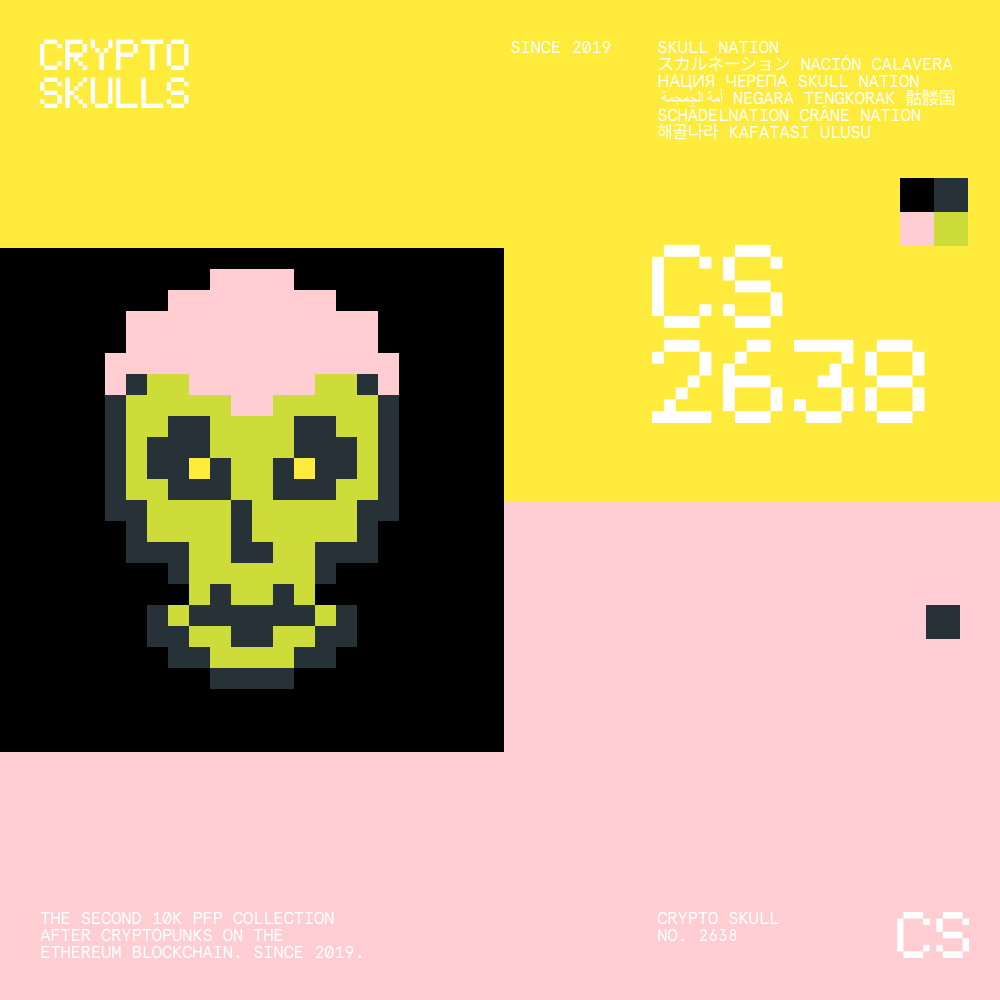 CRYPTO
SKULLS
SINCE 2019
SKULL NATION
スカルネーション NACIÓN CALAVERA
НАЦИЯ ЧЕРЕПА SKULL NATION
أمة الجمجمة NEGARA TENGKORAK 骷髅国
SCHÄDELNATION CRÂNE NATION
해골나라 KAFATASI ULUSU
CS
2638
THE SECOND 10K PFP COLLECTION
AFTER CRYPTOPUNKS ON THE
ETHEREUM BLOCKCHAIN. SINCE 2019.
CRYPTO SKULL
NO. 2638
CS